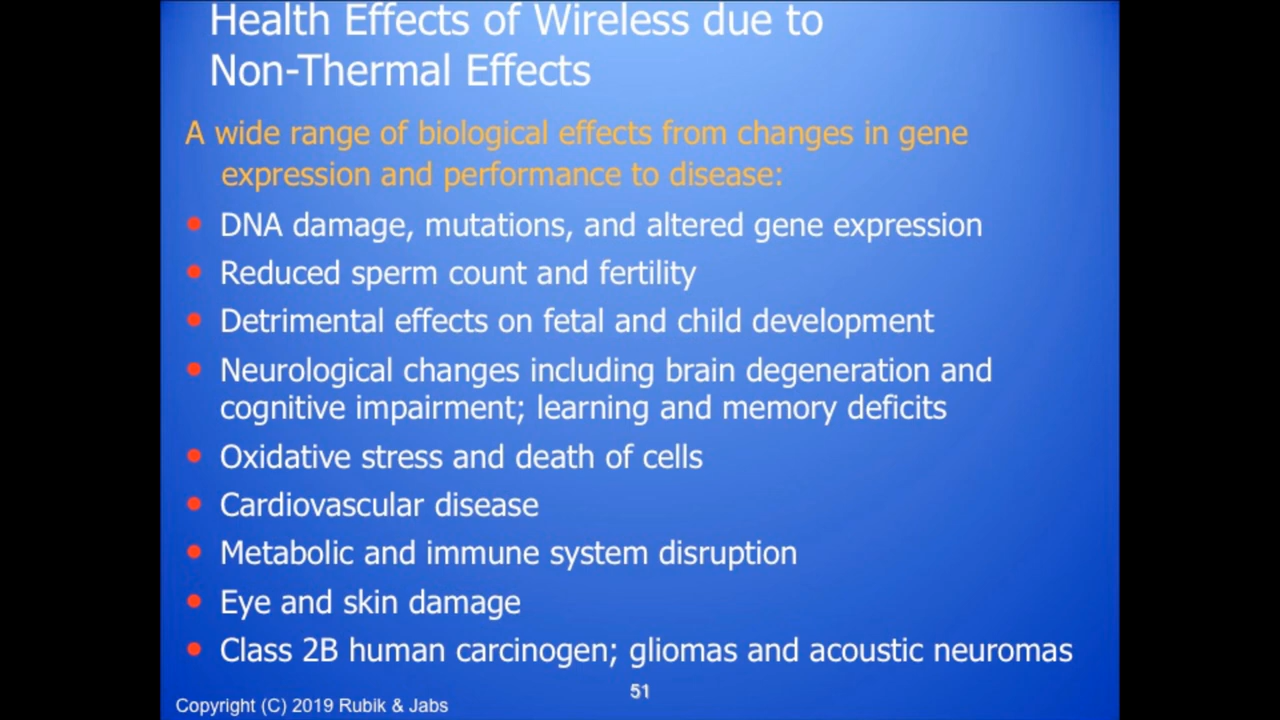 Health Effects of Wireless due to
Non-Thermal Effects
A wide range of biological effects from changes in gene
expression and performance to disease:
• DNA damage, mutations, and altered gene expression
• Reduced sperm count and fertility
• Detrimental effects on fetal and child development
• Neurological changes including brain degeneration and
cognitive impairment; learning and memory deficits
• Oxidative stress and death of cells
• Cardiovascular disease
• Metabolic and immune system disruption
• Eye and skin damage
• Class 2B human carcinogen; gliomas and acoustic neuromas
51
Copyright (C) 2019 Rubik & Jabs